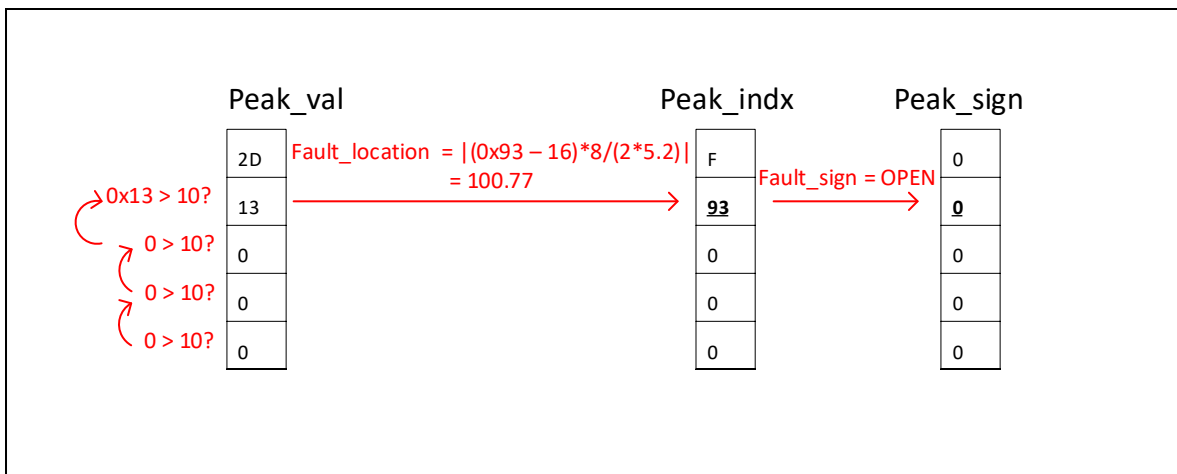 Peak_val Peak_indx Peak_sign
2D Fault_location = |(0x93 – 16)*8/(2*5.2)| F 0
= 100.77 Fault_sign = OPEN
0x13 > 10? 13 93 0
0 > 10? 0 0 0
0 > 10? 0 0 0
0 > 10? 0 0 0